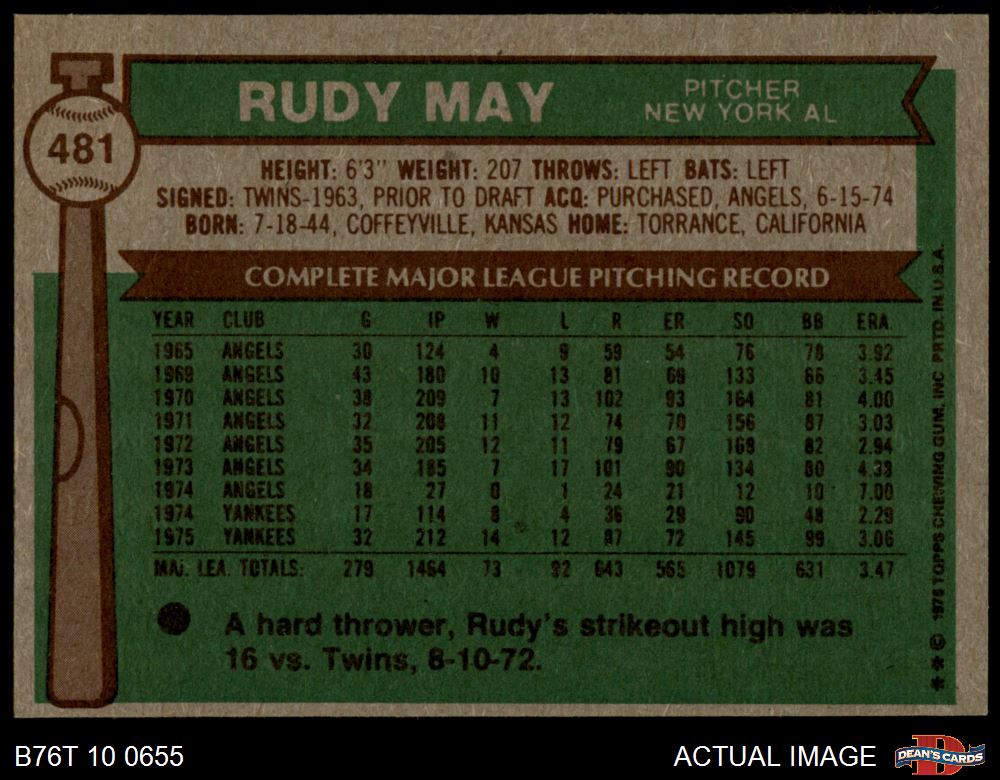 481
RUDY MAY
PITCHER
NEW YORK AL
HEIGHT: 6'3" WEIGHT: 207 THROWS: LEFT BATS: LEFT
SIGNED: TWINS-1963, PRIOR TO DRAFT ACQ: PURCHASED, ANGELS, 6-15-74
BORN: 7-18-44, COFFEYVILLE, KANSAS HOME: TORRANCE, CALIFORNIA
COMPLETE MAJOR LEAGUE PITCHING RECORD
YEAR CLUB G IP W L R ER SO BB ERA.
1965 ANGELS 30 124 4 9 59 54 76 78 3.92
1969 ANGELS 43 180 10 13 81 69 133 66 3.45
1970 ANGELS 38 209 7 13 102 93 164 81 4.00
1971 ANGELS 32 208 11 12 74 70 156 87 3.03
1972 ANGELS 35 205 12 11 79 67 169 82 2.94
1973 ANGELS 34 185 7 17 101 90 134 80 4.38
1974 ANGELS 18 27 0 1 24 21 12 10 7.00
1974 YANKEES 17 114 8 4 36 29 90 48 2.29
1975 YANKEES 32 212 14 12 87 72 145 99 3.06
MAJ. LEA. TOTALS: 279 1464 73 92 643 565 1079 631 3.47
A hard thrower, Rudy's strikeout high was
16 vs. Twins, 8-10-72.
** © 1976 TOPPS CHEWING GUM, INC PRTD. IN U.S.A.
B76T 10 0655
ACTUAL IMAGE
DEAN'S CARDS